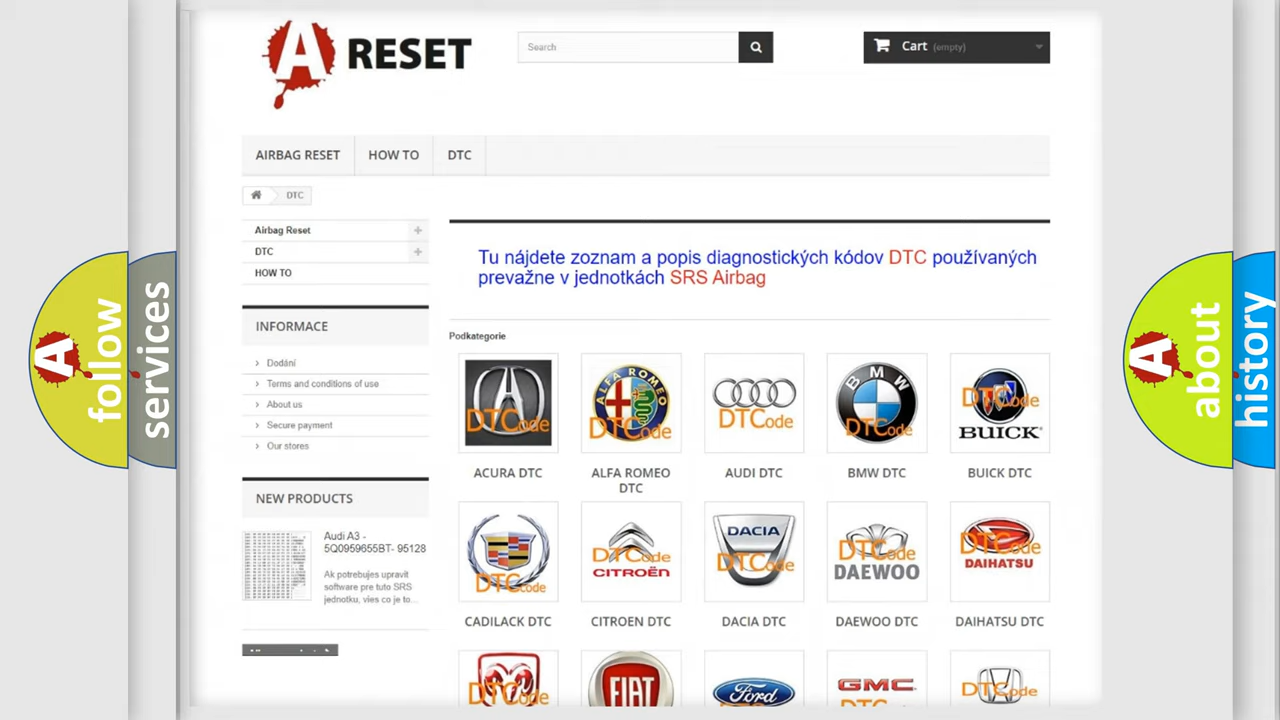 A RESET
Search
Cart (empty)
AIRBAG RESET
HOW TO
DTC
DTC
Airbag Reset
DTC
HOW TO
Tu nájdete zoznam a popis diagnostických kódov DTC používaných
prevažne v jednotkách SRS Airbag
INFORMACE
Dodání
Terms and conditions of use
About us
Secure payment
Our stores
NEW PRODUCTS
Audi A3 -
5Q0959655BT- 95128
Ak potrebujes upravit
software pre tuto SRS
jednotku, vies co je to...
Podkategorie
DTCode
ALFA ROMEO
DTCode
DTCode
BMW
DTCode
DTCode
BUICK
ACURA DTC
ALFA ROMEO
DTC
AUDI DTC
BMW DTC
BUICK DTC
DTCode
DTCode
CITROËN
DACIA
DTCode
DTCode
DAEWOO
DTCode
DAIHATSU
CADILACK DTC
CITROEN DTC
DACIA DTC
DAEWOO DTC
DAIHATSU DTC
DTCode
FIAT
Ford
GMC
DTCode
A follow
services
A about
history